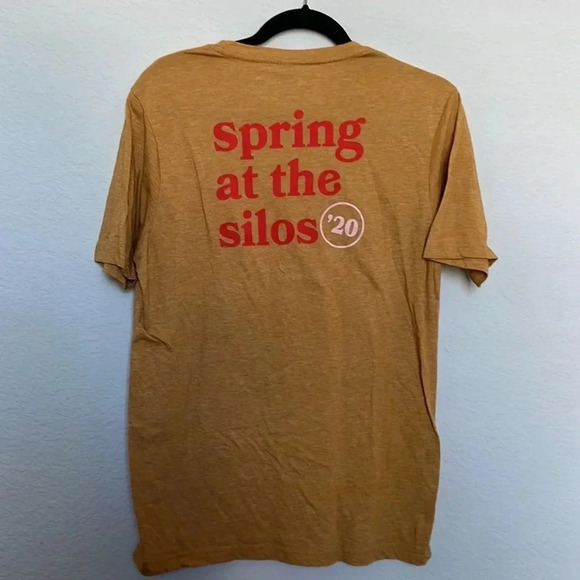 spring
at the
silos '20